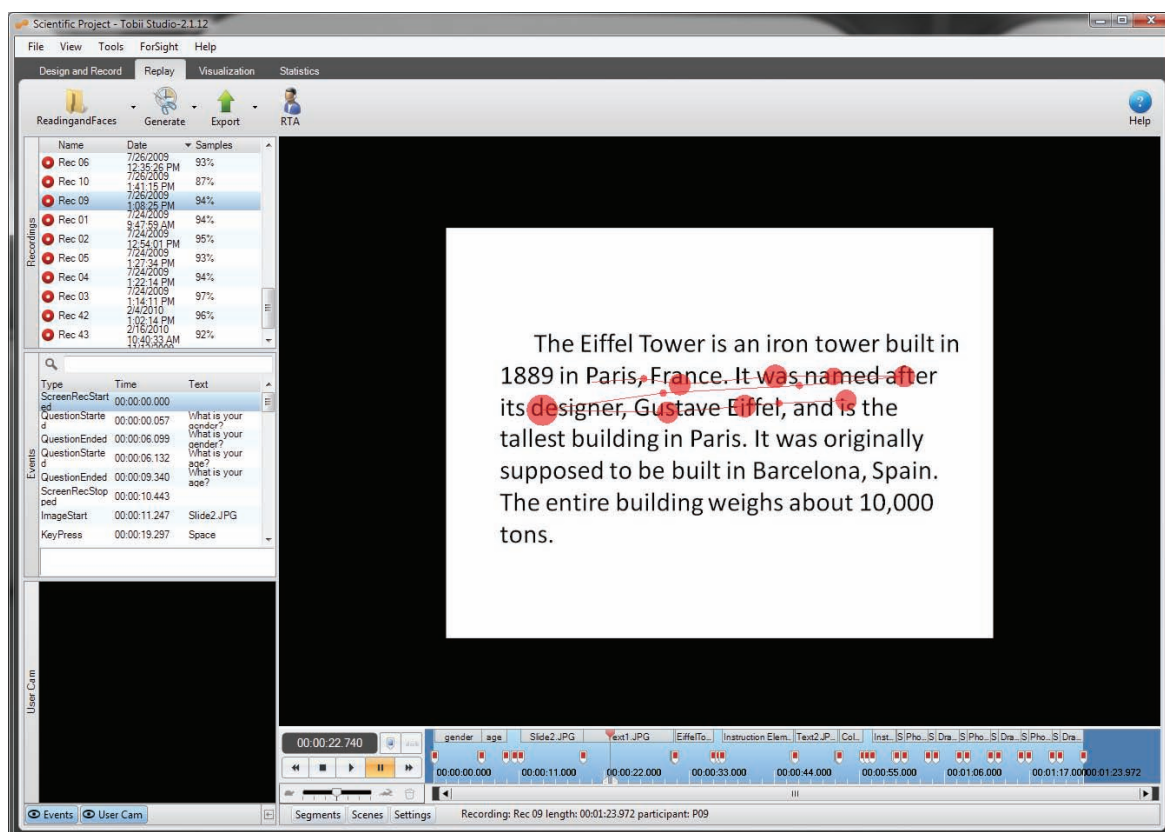 Scientific Project - Tobii Studio-2.1.12
File View Tools ForSight Help
Design and Record Replay Visualization Statistics
ReadingandFaces Generate Export RTA Help
Name Date Samples
Rec 06 7/26/2009 12:35:26 PM 93%
Rec 10 7/26/2009 1:41:15 PM 87%
Rec 09 7/26/2009 1:08:25 PM 94%
Rec 01 7/24/2009 9:47:59 AM 94%
Rec 02 7/24/2009 12:54:01 PM 95%
Rec 05 7/24/2009 1:27:34 PM 93%
Rec 04 7/24/2009 1:22:14 PM 94%
Rec 03 7/24/2009 1:14:11 PM 97%
Rec 42 2/4/2010 1:02:14 PM 96%
Rec 43 2/16/2010 10:40:33 AM 92%
Recordings
Type Time Text
ScreenRecStarted 00:00:00.000
QuestionStarted 00:00:00.057 What is your gender?
QuestionEnded 00:00:06.099 What is your gender?
QuestionStarted 00:00:06.132 What is your age?
QuestionEnded 00:00:09.340 What is your age?
ScreenRecStopped 00:00:10.443
ImageStart 00:00:11.247 Slide2.JPG
KeyPress 00:00:19.297 Space
Events
User Cam
The Eiffel Tower is an iron tower built in
1889 in Paris, France. It was named after
its designer, Gustave Eiffel, and is the
tallest building in Paris. It was originally
supposed to be built in Barcelona, Spain.
The entire building weighs about 10,000
tons.
00:00:22.740
gender age Slide2.JPG Text1.JPG EiffelTo... Instruction Elem... Text2.JP... Col... Inst... S Pho... S Dra... S Pho... S Dra... S Pho... S Dra...
00:00:00.000 00:00:11.000 00:00:22.000 00:00:33.000 00:00:44.000 00:00:55.000 00:01:06.000 00:01:17.000 00:01:23.972
Events User Cam Segments Scenes Settings Recording: Rec 09 length: 00:01:23.972 participant: P09